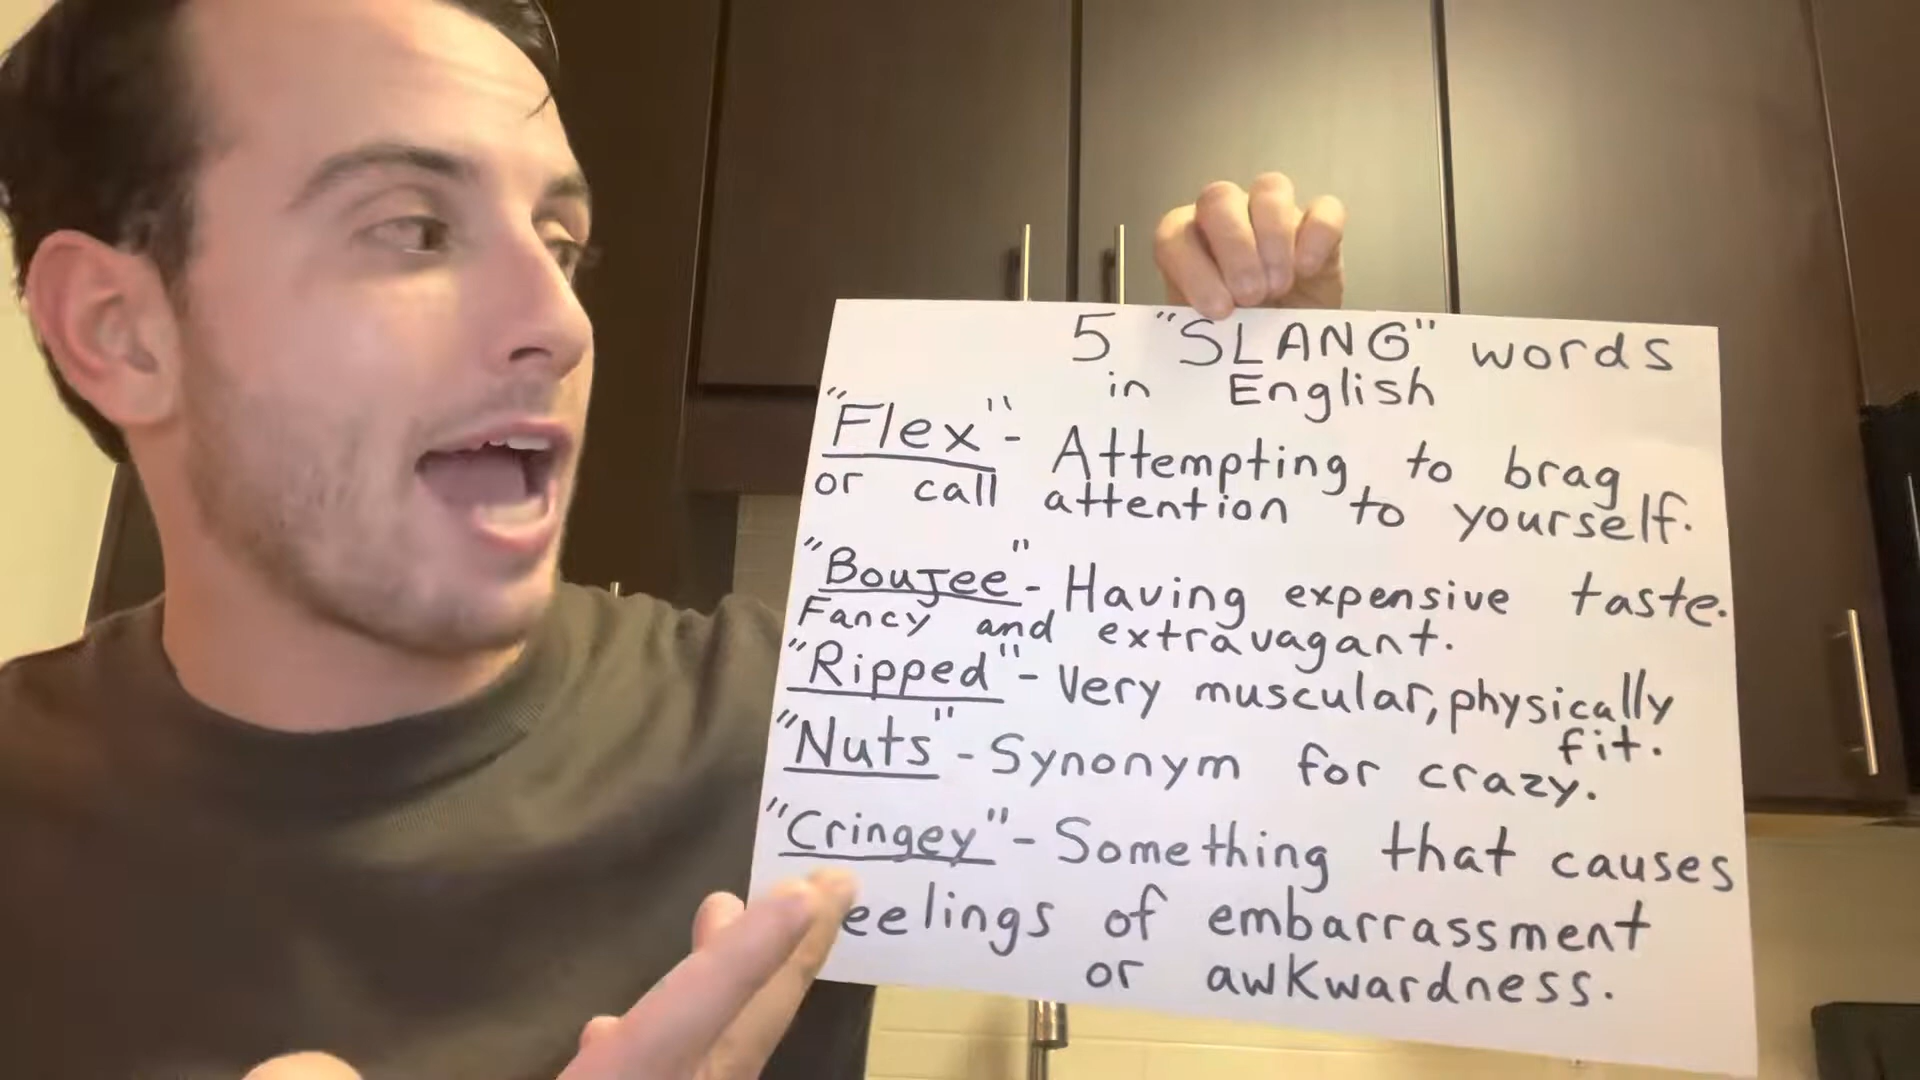 5 "SLANG" words
in English
"Flex" - Attempting to brag
or call attention to yourself.
"Boujee" - Having expensive taste.
Fancy and extravagant.
"Ripped" - Very muscular, physically
fit.
"Nuts" - Synonym for crazy.
"Cringey" - Something that causes
eelings of embarrassment
or awkwardness.